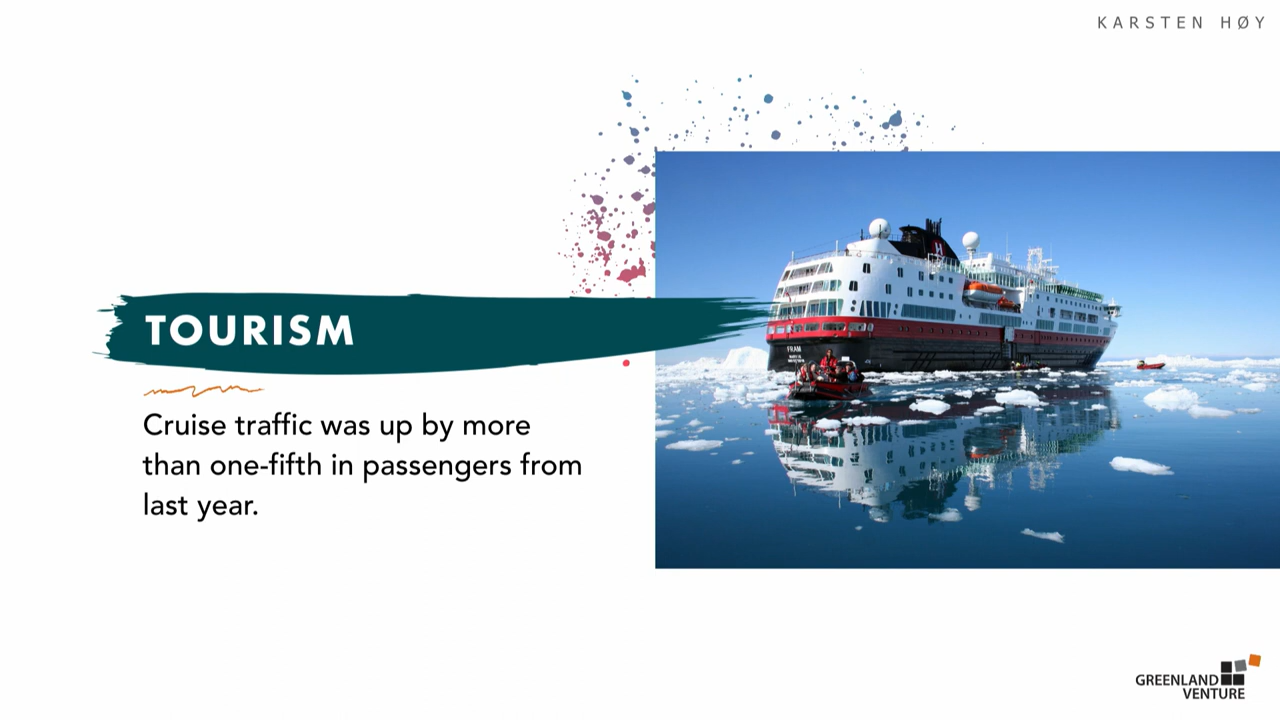 KARSTEN HØY
TOURISM
Cruise traffic was up by more
than one-fifth in passengers from
last year.
FRAM
GREENLAND
VENTURE